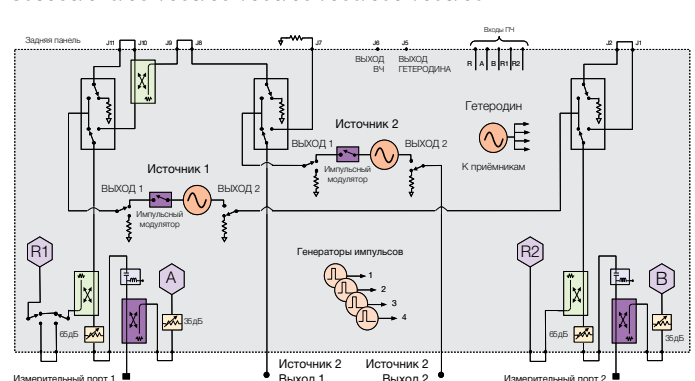 Задняя панель
J11 J10 J9 J8 J7 J6 J5 J2 J1
Входы ПЧ
R A B R1 R2
ВЫХОД
ВЧ
ВЫХОД
ГЕТЕРОДИНА
Гетеродин
К приёмникам
Источник 2
ВЫХОД 1
ВЫХОД 2
Импульсный
модулятор
Источник 1
ВЫХОД 1
ВЫХОД 2
Импульсный
модулятор
Генераторы импульсов
1
2
3
4
R1
A
R2
B
65дБ
35дБ
65дБ
35дБ
Измерительный порт 1
Источник 2
Выход 1
Источник 2
Выход 2
Измерительный порт 2